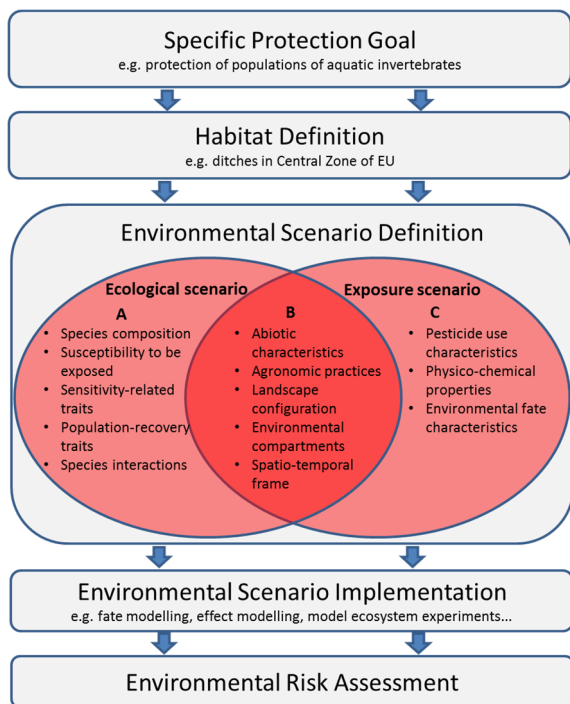 Specific Protection Goal
e.g. protection of populations of aquatic invertebrates
Habitat Definition
e.g. ditches in Central Zone of EU
Environmental Scenario Definition
Ecological scenario
A
• Species composition
• Susceptibility to be
exposed
• Sensitivity-related
traits
• Population-recovery
traits
• Species interactions
B
• Abiotic
characteristics
• Agronomic practices
• Landscape
configuration
• Environmental
compartments
• Spatio-temporal
frame
Exposure scenario
C
• Pesticide use
characteristics
• Physico-chemical
properties
• Environmental fate
characteristics
Environmental Scenario Implementation
e.g. fate modelling, effect modelling, model ecosystem experiments...
Environmental Risk Assessment